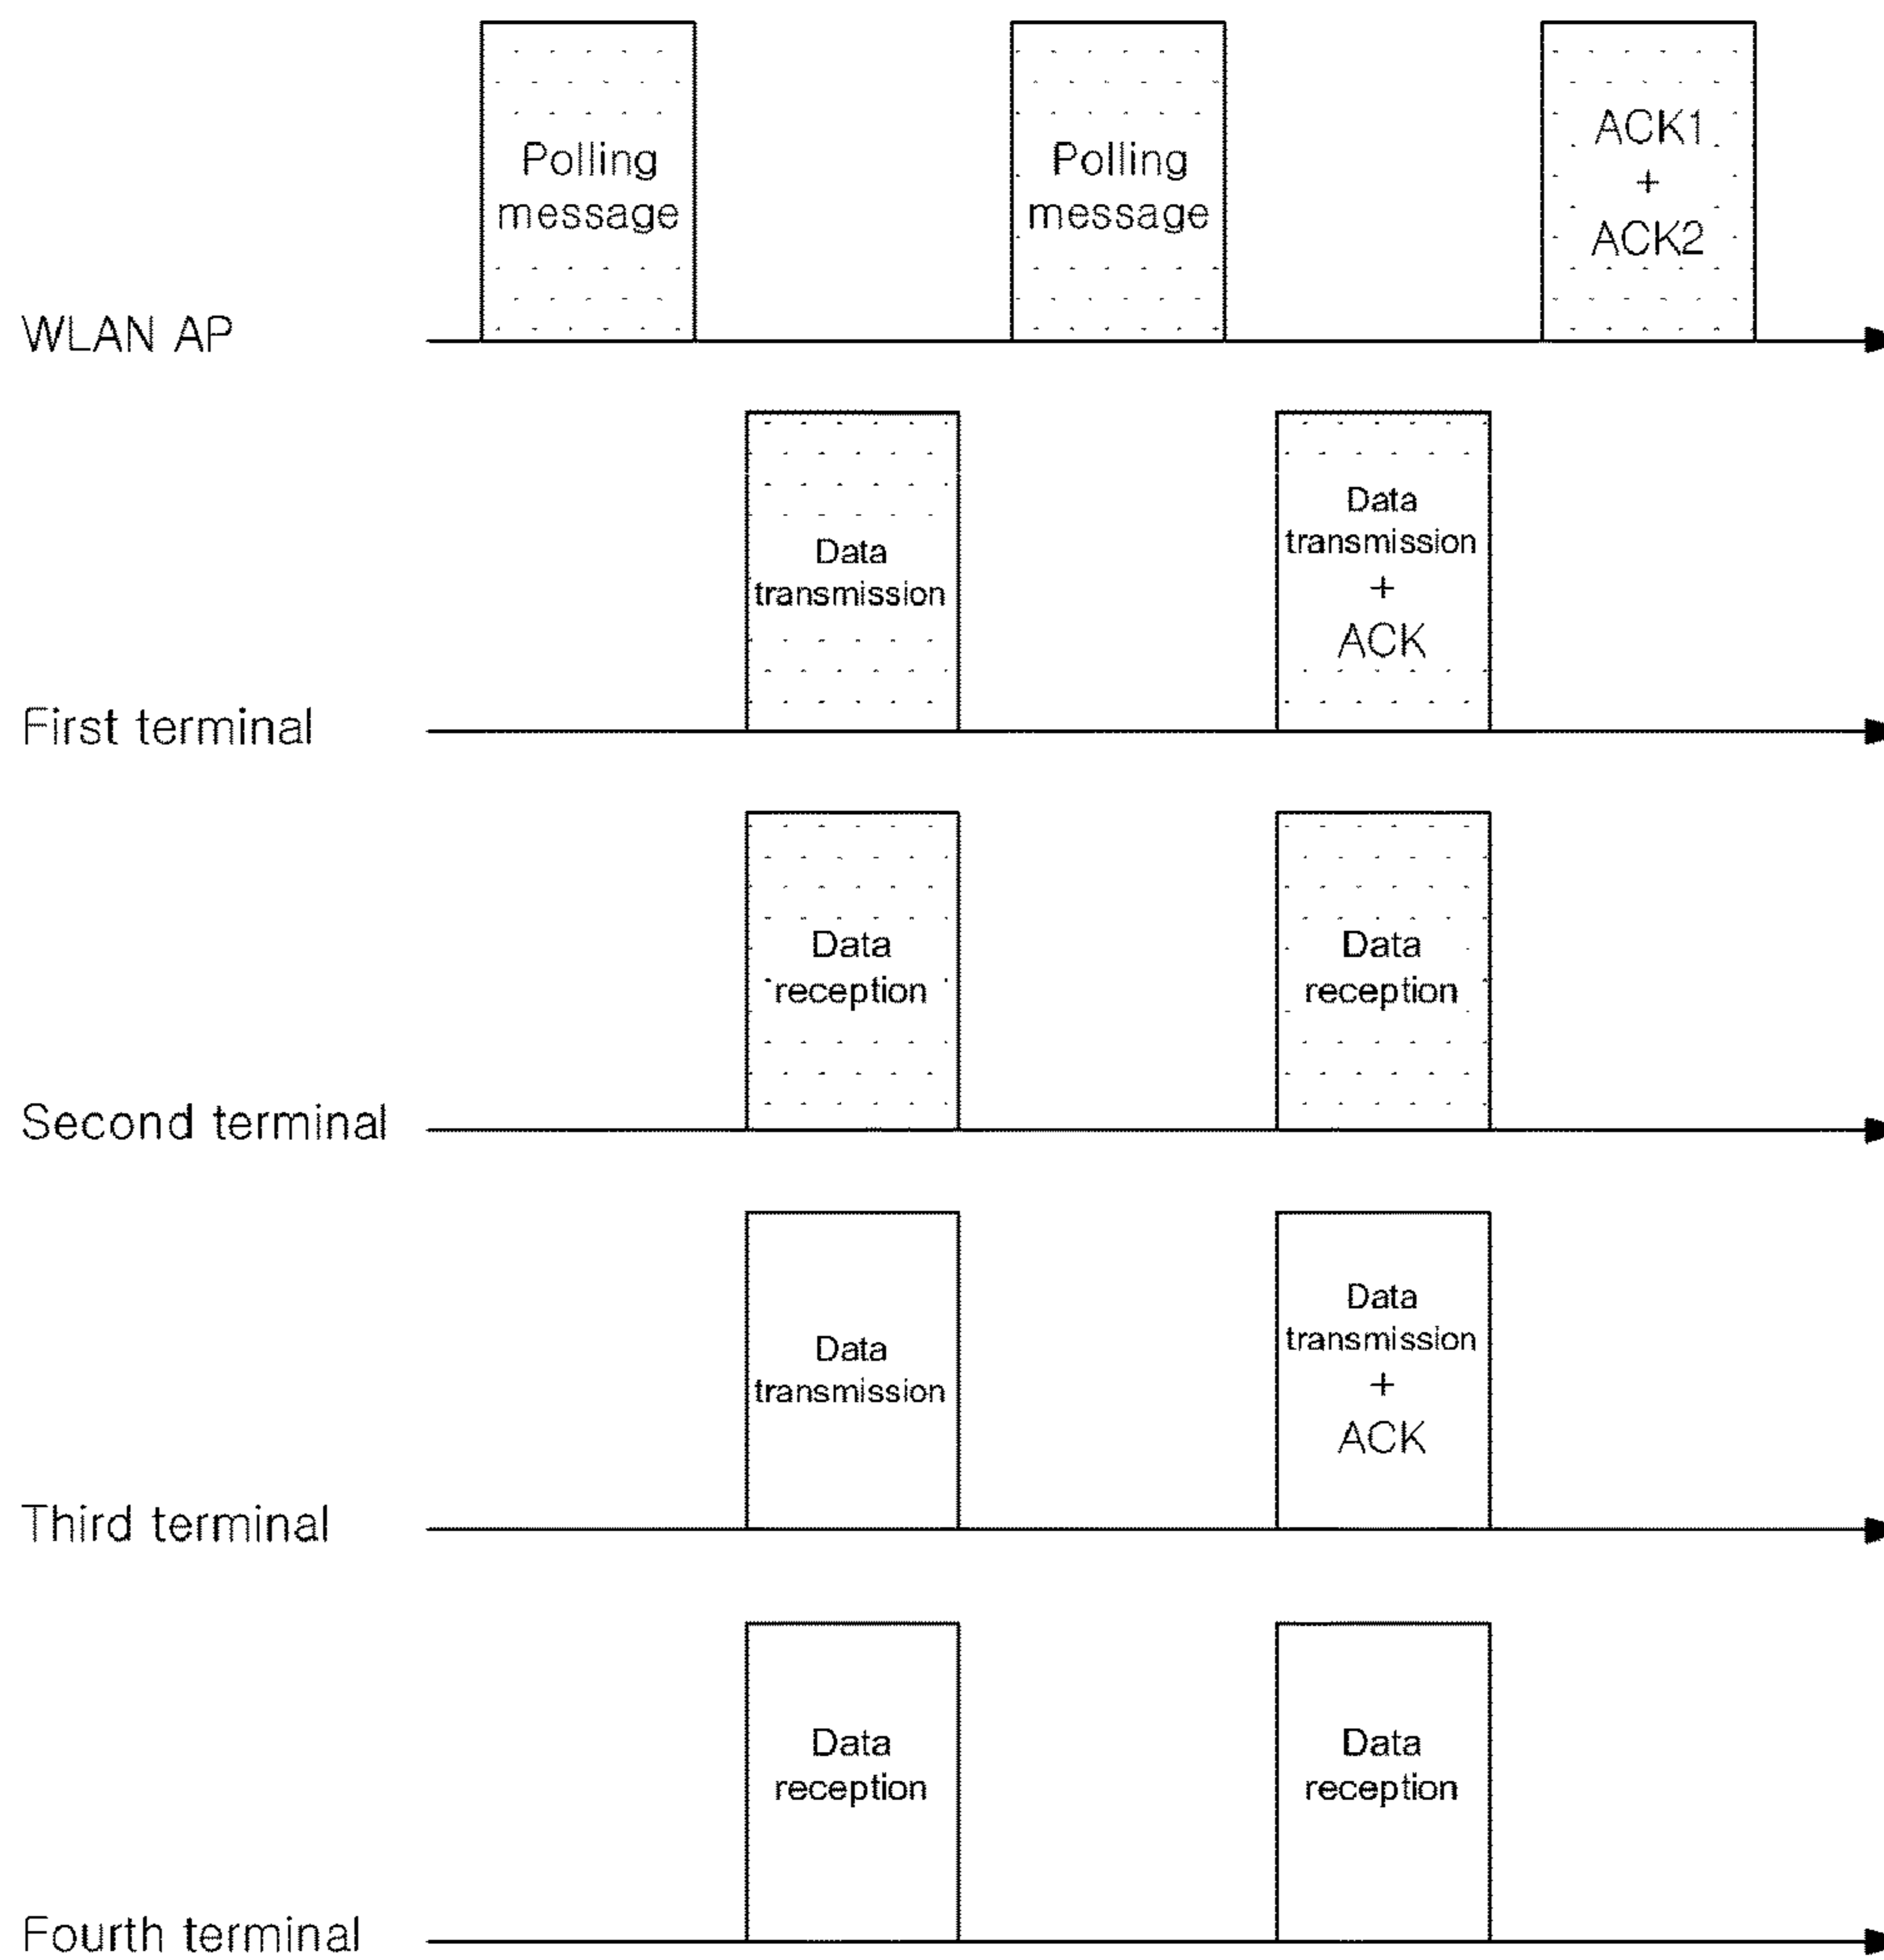 Polling
message
Polling
message
ACK1
+
ACK2
WLAN AP
Data
transmission
Data
transmission
+
ACK
First terminal
Data
reception
Data
reception
Second terminal
Data
transmission
Data
transmission
+
ACK
Third terminal
Data
reception
Data
reception
Fourth terminal